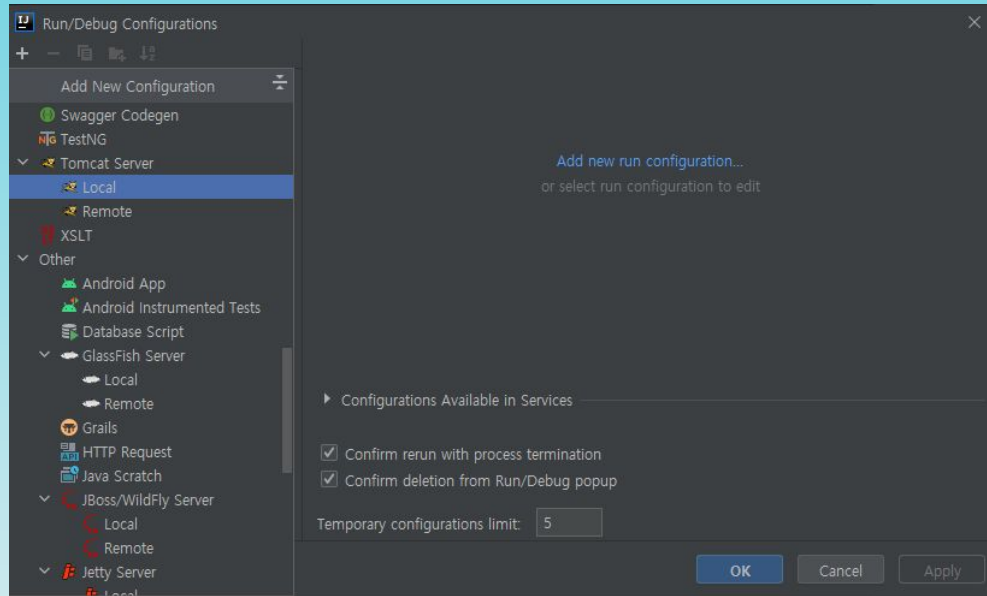 Run/Debug Configurations
Add New Configuration
Swagger Codegen
TestNG
Tomcat Server
Local
Remote
XSLT
Other
Android App
Android Instrumented Tests
Database Script
GlassFish Server
Local
Remote
Grails
HTTP Request
Java Scratch
JBoss/WildFly Server
Local
Remote
Jetty Server
Local
Add new run configuration...
or select run configuration to edit
Configurations Available in Services
Confirm rerun with process termination
Confirm deletion from Run/Debug popup
Temporary configurations limit: 5
OK Cancel Apply